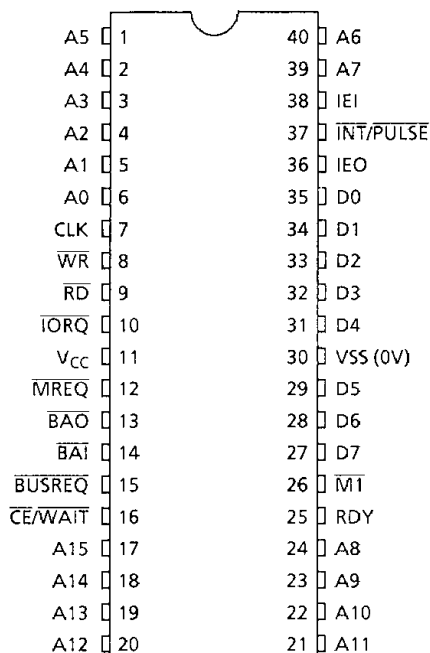 A5 1 40 A6
A4 2 39 A7
A3 3 38 IEI
A2 4 37 INT/PULSE
A1 5 36 IEO
A0 6 35 D0
CLK 7 34 D1
WR 8 33 D2
RD 9 32 D3
IORQ 10 31 D4
VCC 11 30 VSS (0V)
MREQ 12 29 D5
BAO 13 28 D6
BAI 14 27 D7
BUSREQ 15 26 M1
CE/WAIT 16 25 RDY
A15 17 24 A8
A14 18 23 A9
A13 19 22 A10
A12 20 21 A11